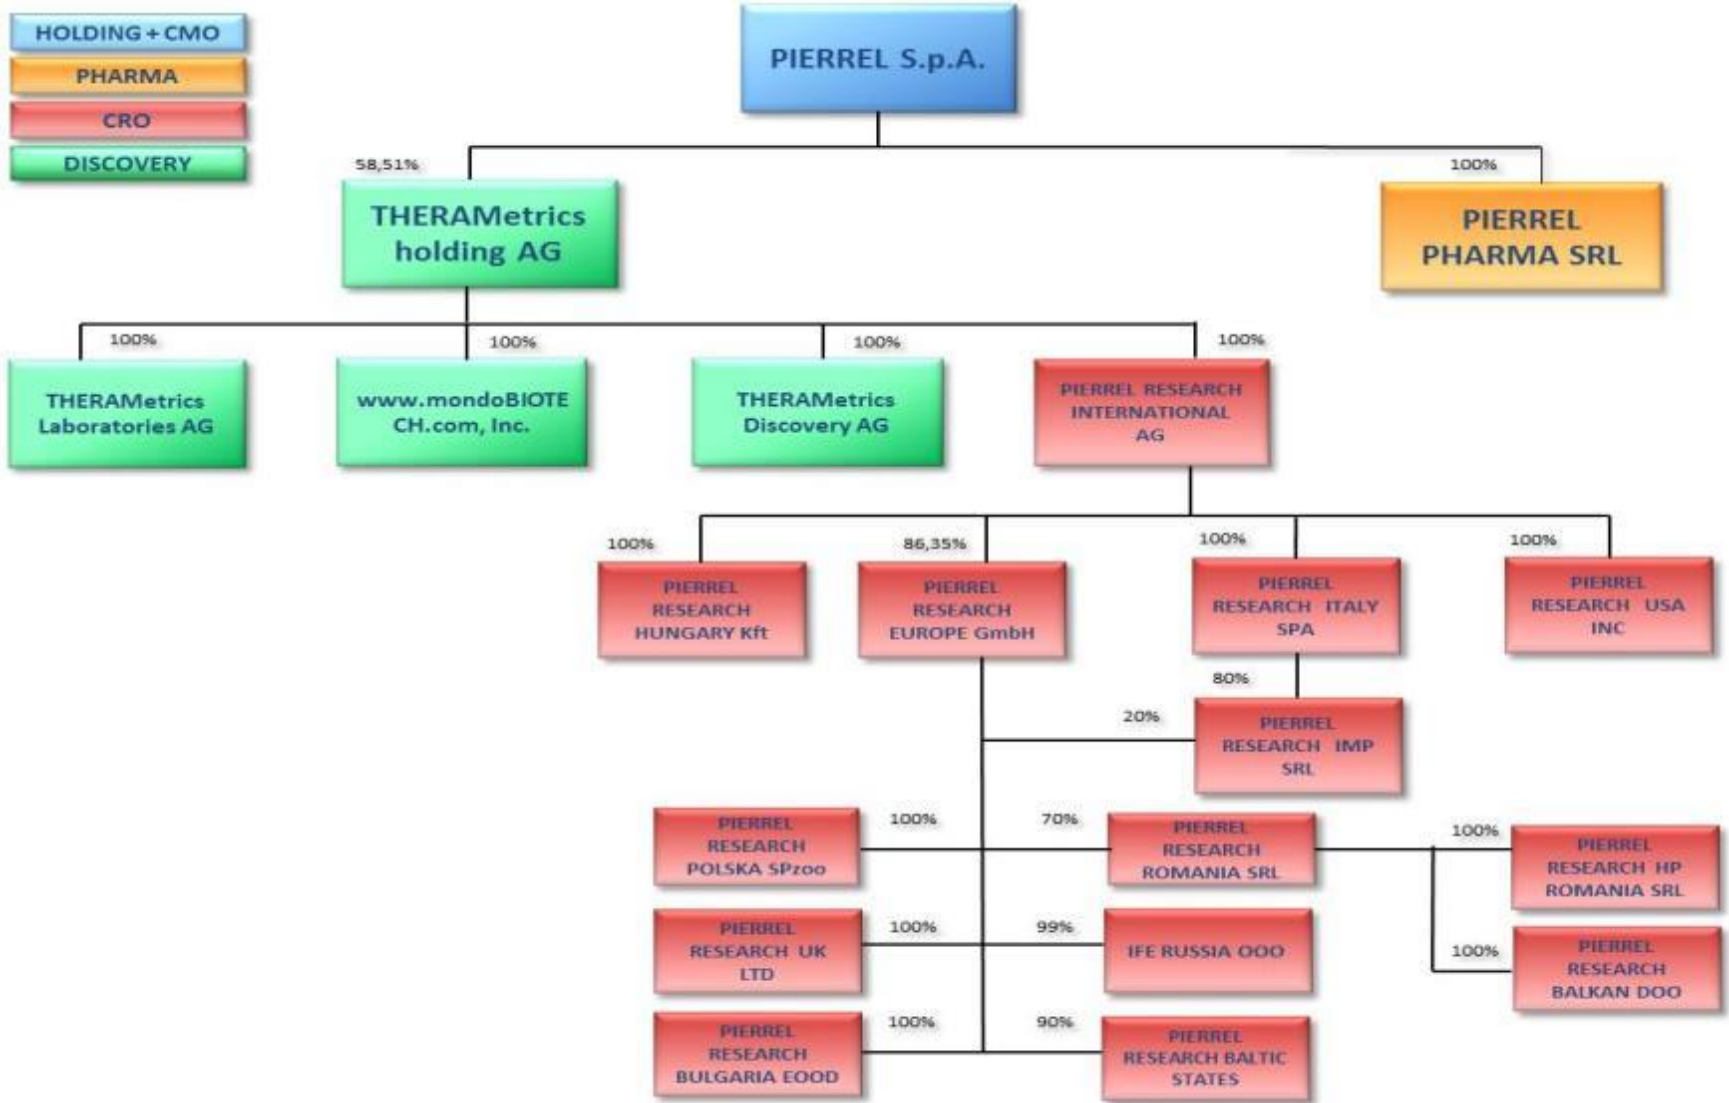 HOLDING + CMO
PHARMA
CRO
DISCOVERY
PIERREL S.p.A.
58,51%
100%
THERAMetrics
holding AG
PIERREL
PHARMA SRL
100%
100%
100%
100%
THERAMetrics
Laboratories AG
www.mondoBIOTE
CH.com, Inc.
THERAMetrics
Discovery AG
PIERREL RESEARCH
INTERNATIONAL
AG
100%
86,35%
100%
100%
PIERREL
RESEARCH
HUNGARY Kft
PIERREL
RESEARCH
EUROPE GmbH
PIERREL
RESEARCH ITALY
SPA
PIERREL
RESEARCH USA
INC
80%
20%
PIERREL
RESEARCH IMP
SRL
PIERREL
RESEARCH
POLSKA SPzoo
100%
70%
PIERREL
RESEARCH
ROMANIA SRL
100%
PIERREL
RESEARCH HP
ROMANIA SRL
PIERREL
RESEARCH UK
LTD
100%
99%
IFE RUSSIA OOO
100%
PIERREL
RESEARCH
BALKAN DOO
PIERREL
RESEARCH
BULGARIA EOOD
100%
90%
PIERREL
RESEARCH BALTIC
STATES